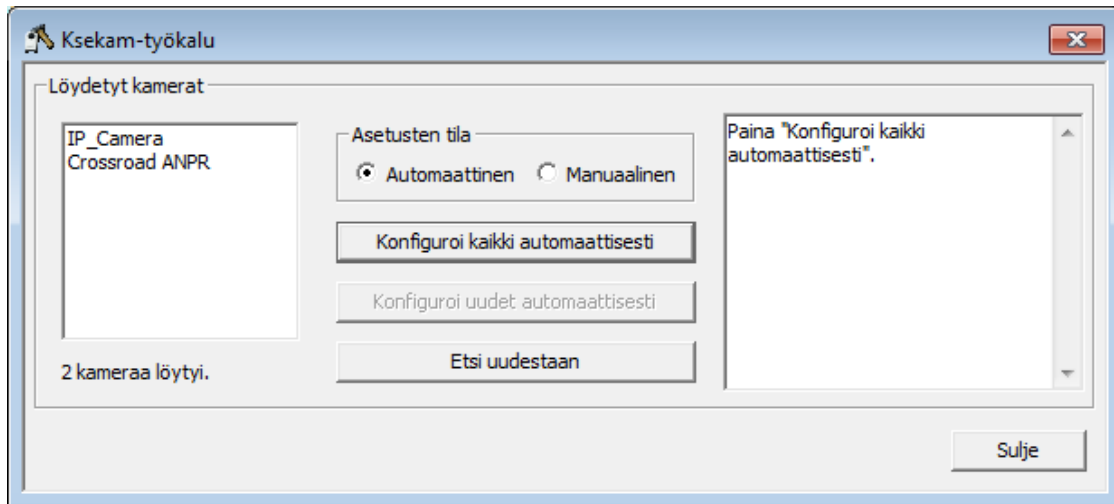 Ksekam-työkalu
Löydetyt kamerat
IP_Camera
Crossroad ANPR
2 kameraa löytyi.
Asetusten tila
Automaattinen
Manuaalinen
Konfiguroi kaikki automaattisesti
Konfiguroi uudet automaattisesti
Etsi uudestaan
Paina "Konfiguroi kaikki
automaattisesti".
Sulje